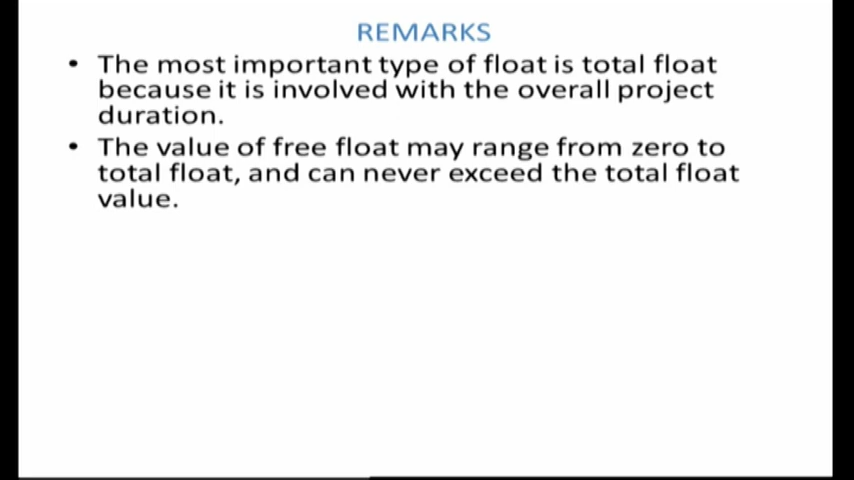 REMARKS
• The most important type of float is total float
because it is involved with the overall project
duration.
• The value of free float may range from zero to
total float, and can never exceed the total float
value.